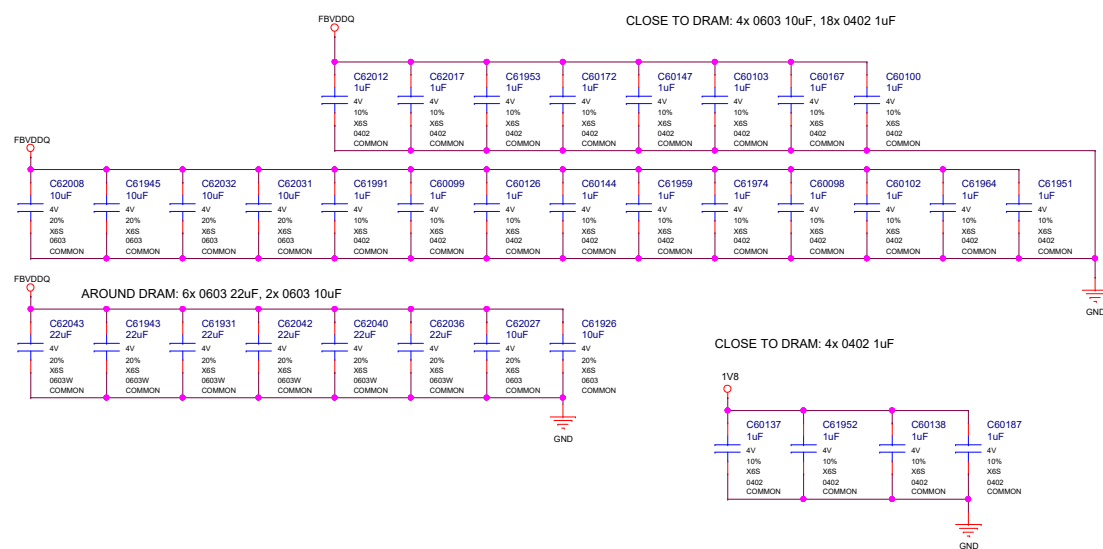 FBVDDQ
CLOSE TO DRAM: 4x 0603 10uF, 18x 0402 1uF
C62012 C62017 C61953 C60172 C60147 C60103 C60167 C60100
1uF 1uF 1uF 1uF 1uF 1uF 1uF 1uF
4V 4V 4V 4V 4V 4V 4V 4V
10% 10% 10% 10% 10% 10% 10% 10%
X6S X6S X6S X6S X6S X6S X6S X6S
0402 0402 0402 0402 0402 0402 0402 0402
COMMON COMMON COMMON COMMON COMMON COMMON COMMON COMMON
FBVDDQ
C62008 C61945 C62032 C62031 C61991 C60099 C60126 C60144 C61959 C61974 C60098 C60102 C61964 C61951
10uF 10uF 10uF 10uF 1uF 1uF 1uF 1uF 1uF 1uF 1uF 1uF 1uF 1uF
4V 4V 4V 4V 4V 4V 4V 4V 4V 4V 4V 4V 4V 4V
20% 20% 20% 20% 10% 10% 10% 10% 10% 10% 10% 10% 10% 10%
X6S X6S X6S X6S X6S X6S X6S X6S X6S X6S X6S X6S X6S X6S
0603 0603 0603 0603 0402 0402 0402 0402 0402 0402 0402 0402 0402 0402
COMMON COMMON COMMON COMMON COMMON COMMON COMMON COMMON COMMON COMMON COMMON COMMON COMMON COMMON
GND
FBVDDQ
AROUND DRAM: 6x 0603 22uF, 2x 0603 10uF
C62043 C61943 C61931 C62042 C62040 C62036 C62027 C61926
22uF 22uF 22uF 22uF 22uF 22uF 10uF 10uF
4V 4V 4V 4V 4V 4V 4V 4V
20% 20% 20% 20% 20% 20% 20% 20%
X6S X6S X6S X6S X6S X6S X6S X6S
0603W 0603W 0603W 0603W 0603W 0603W 0603 0603
COMMON COMMON COMMON COMMON COMMON COMMON COMMON COMMON
GND
CLOSE TO DRAM: 4x 0402 1uF
1V8
C60137 C61952 C60138 C60187
1uF 1uF 1uF 1uF
4V 4V 4V 4V
10% 10% 10% 10%
X6S X6S X6S X6S
0402 0402 0402 0402
COMMON COMMON COMMON COMMON
GND